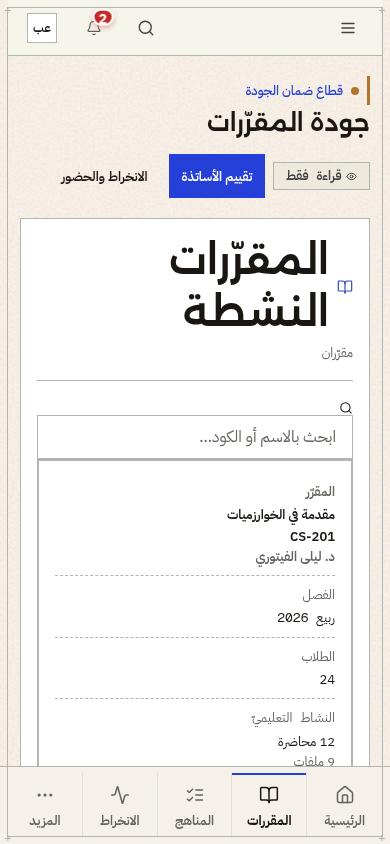 2
عب
قطاع ضمان الجودة
جودة المقرّرات
قراءة فقط
تقييم الأساتذة
الانخراط والحضور
المقرّرات
النشطة
مقرّران
ابحث بالاسم أو الكود...
المقرّر
مقدمة في الخوارزميات
CS-201
د. ليلى الفيتوري
الفصل
ربيع 2026
الطلاب
24
النشاط التعليميّ
12 محاضرة
9 ملفات
الرئيسية
المقررات
المناهج
الانخراط
المزيد